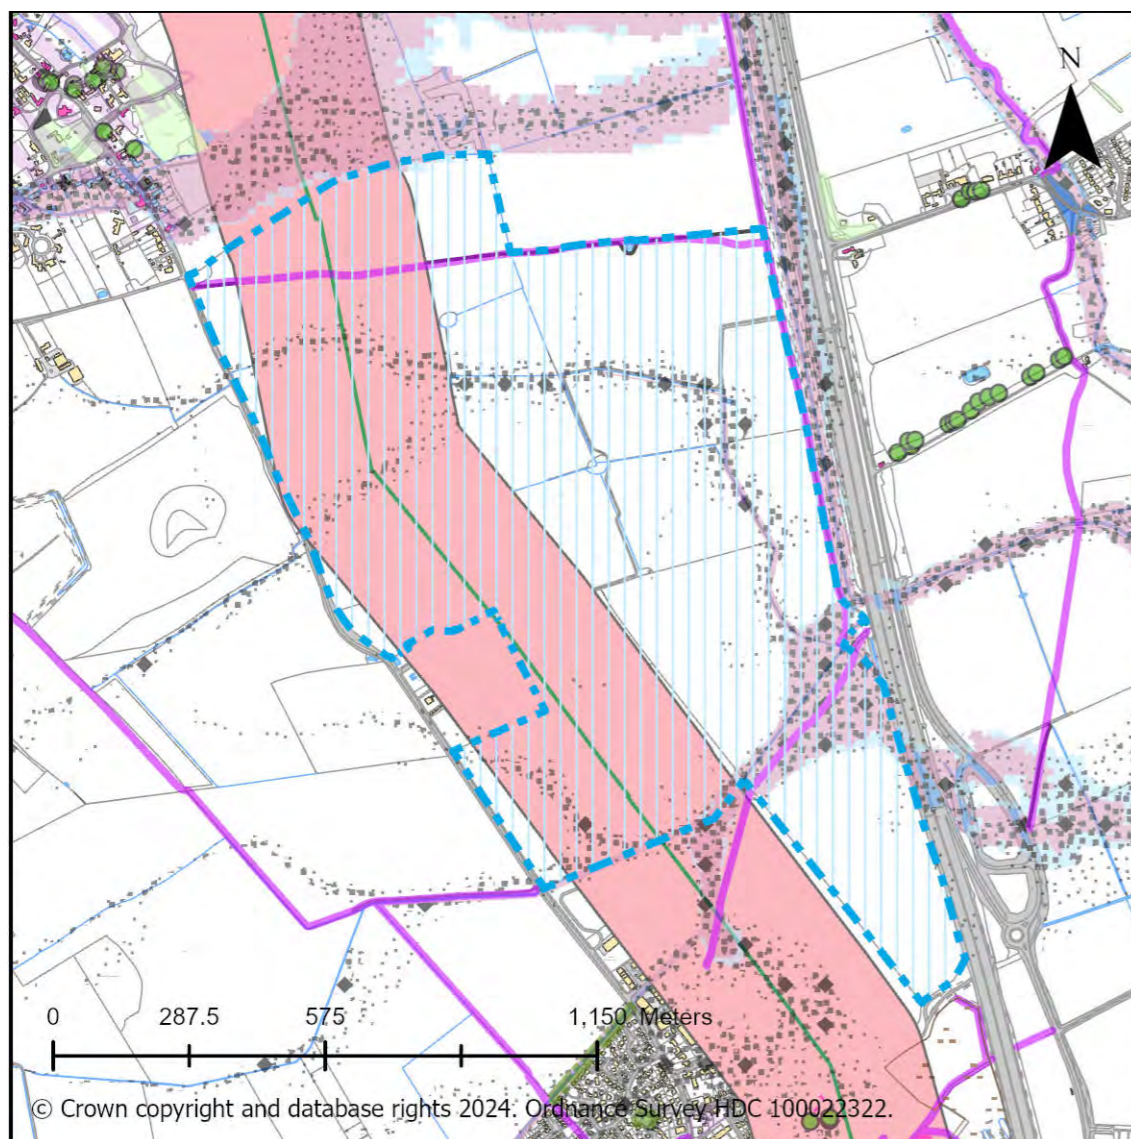 N
0 287.5 575 1,150 Meters
© Crown copyright and database rights 2024. Ordnance Survey HDC 100022322.